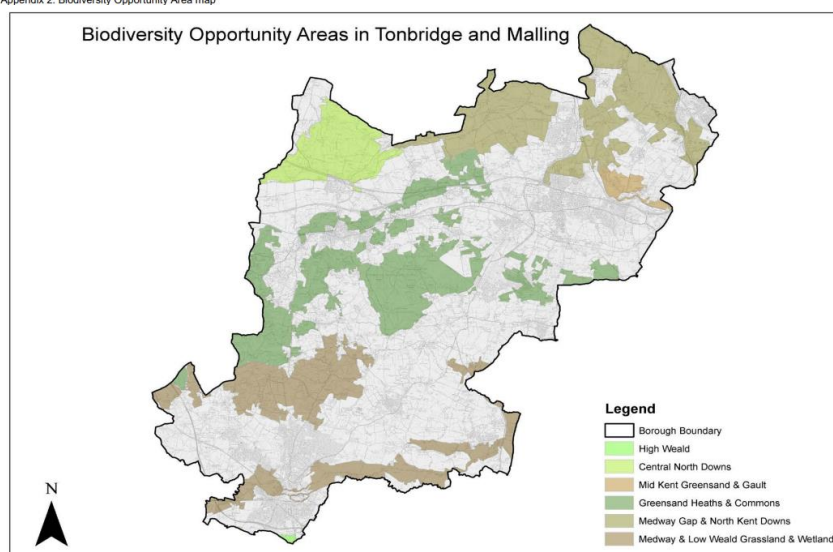 Appendix 2: Biodiversity Opportunity Area map
Biodiversity Opportunity Areas in Tonbridge and Malling
Legend
Borough Boundary
High Weald
Central North Downs
Mid Kent Greensand & Gault
Greensand Heaths & Commons
Medway Gap & North Kent Downs
Medway & Low Weald Grassland & Wetland
N